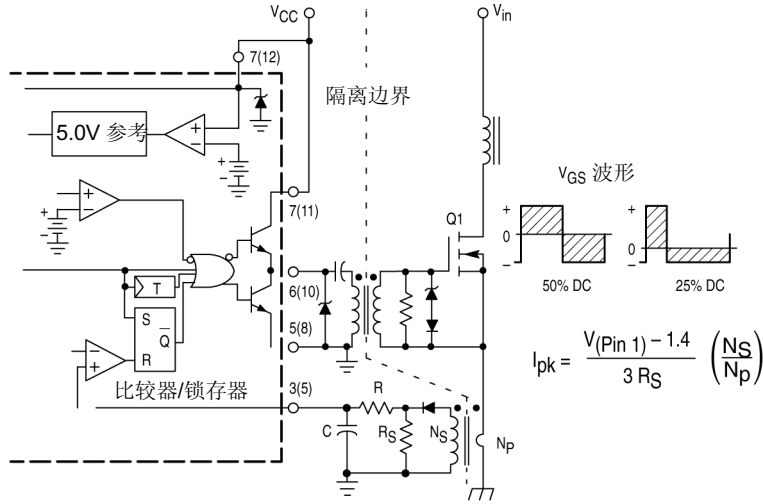 VCC
Vin
7(12)
隔离边界
5.0V 参考
+
−
+
−
+
−
+
−
7(11)
Q1
VGS 波形
+
0
−
50% DC
+
0
−
25% DC
T
6(10)
S
Q̅
R
5(8)
−
+
比较器/锁存器
3(5)
R
C
RS
NS
NP
Ipk = V(Pin 1) − 1.4 / 3 RS (NS / Np)